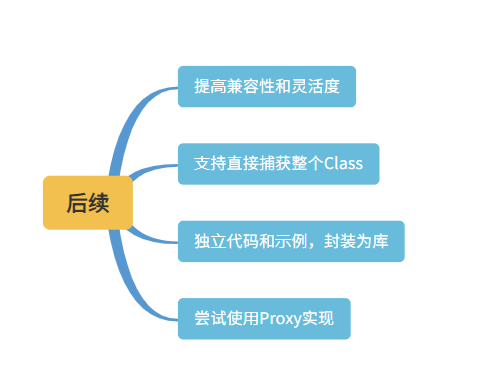 后续
提高兼容性和灵活度
支持直接捕获整个Class
独立代码和示例，封装为库
尝试使用Proxy实现